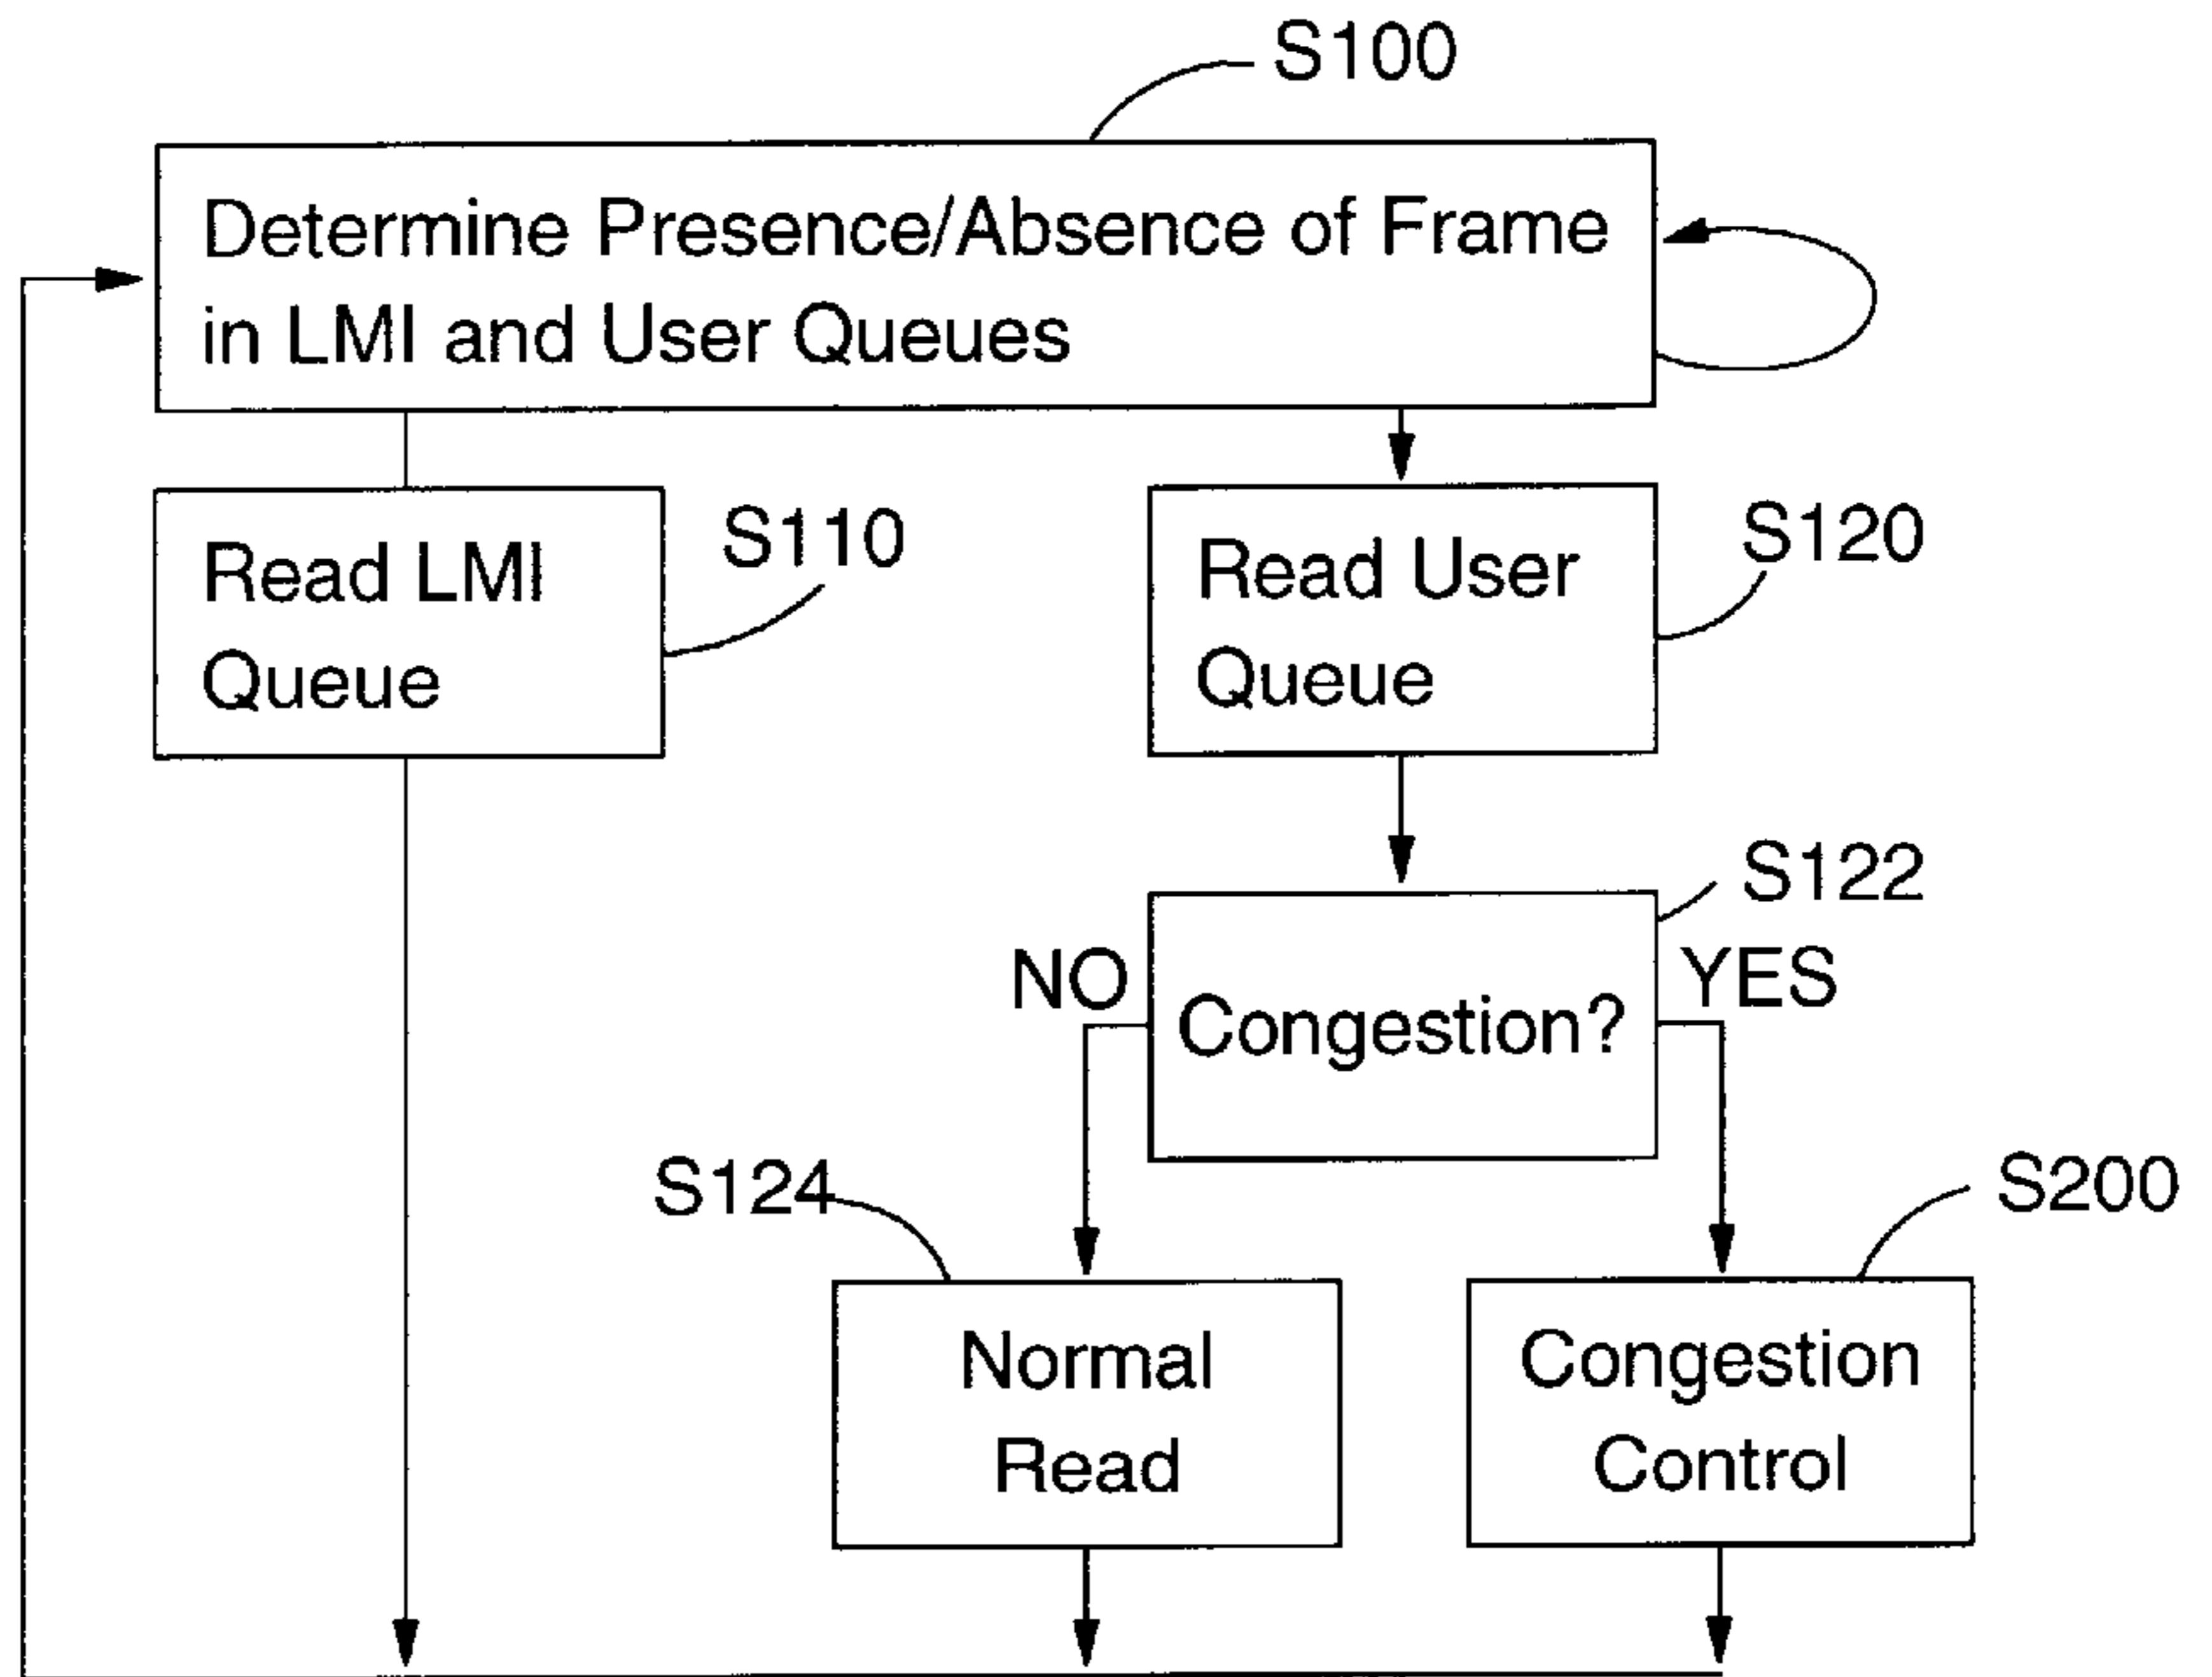 S100
Determine Presence/Absence of Frame
in LMI and User Queues
Read LMI
Queue
S110
Read User
Queue
S120
S122
NO
Congestion?
YES
S124
S200
Normal
Read
Congestion
Control